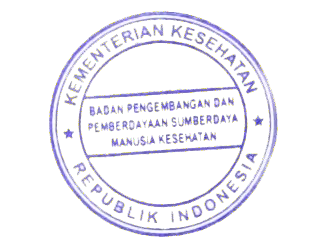 KEMENTERIAN KESEHATAN
BADAN PENGEMBANGAN DAN
PEMBERDAYAAN SUMBERDAYA
MANUSIA KESEHATAN
REPUBLIK INDONESIA